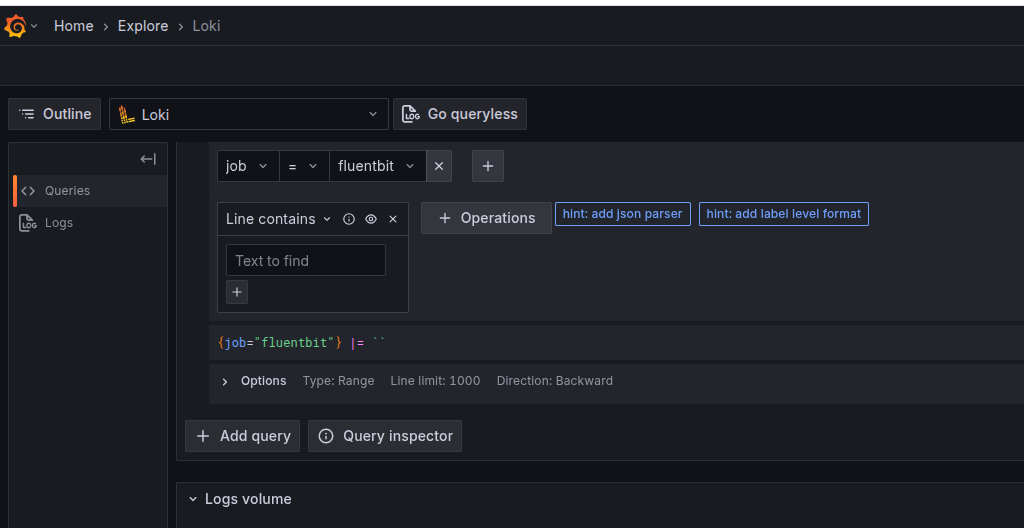 Home › Explore › Loki
Outline
Loki
Go queryless
Queries
Logs
job = fluentbit
Line contains
Operations
hint: add json parser
hint: add label level format
Text to find
{job="fluentbit"} |= ``
Options Type: Range Line limit: 1000 Direction: Backward
Add query
Query inspector
Logs volume